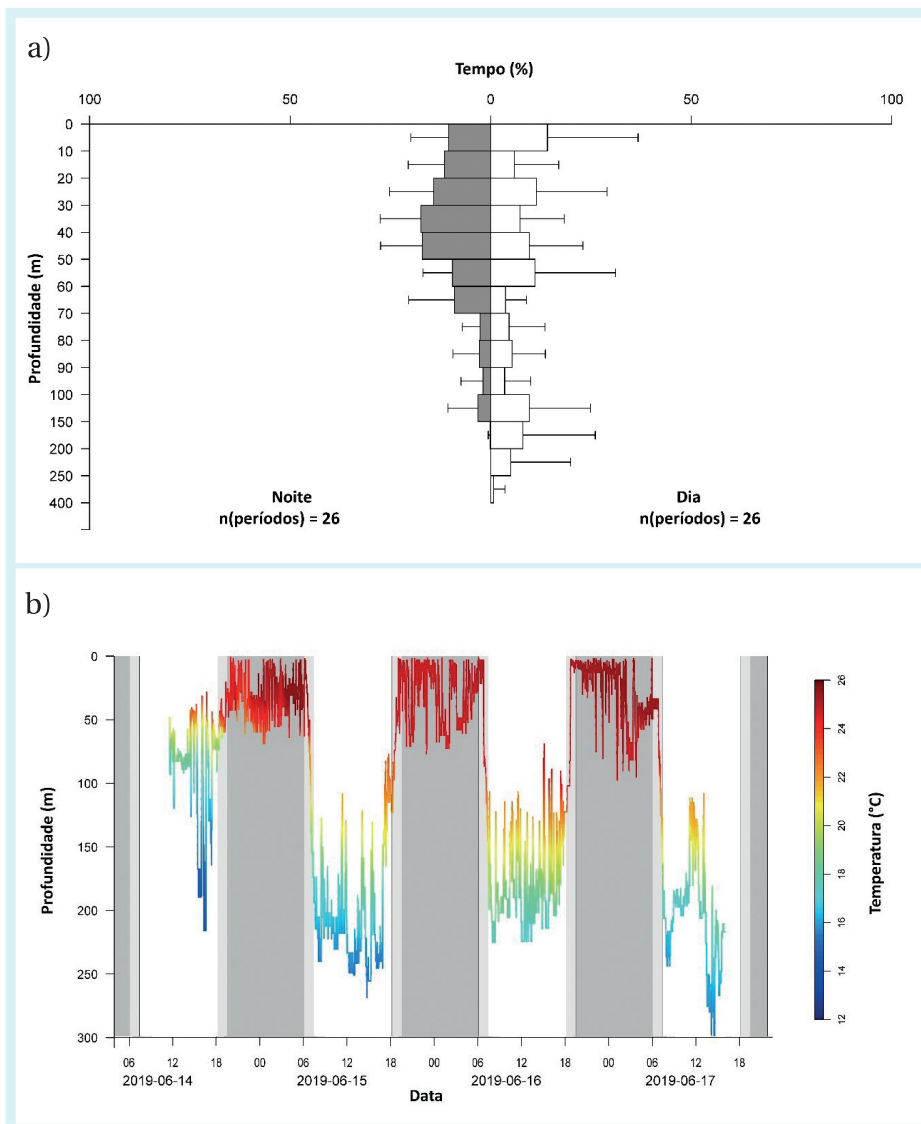 a)
Tempo (%)
100 50 0 50 100
Profundidade (m)
0
10
20
30
40
50
60
70
80
90
100
150
200
250
400
Noite
n(períodos) = 26
Dia
n(períodos) = 26
b)
Profundidade (m)
0
50
100
150
200
250
300
06 12 18 00 06 12 18 00 06 12 18 00 06 12 18
2019-06-14 2019-06-15 2019-06-16 2019-06-17
Data
26
24
22
20
18
16
14
12
Temperatura (°C)